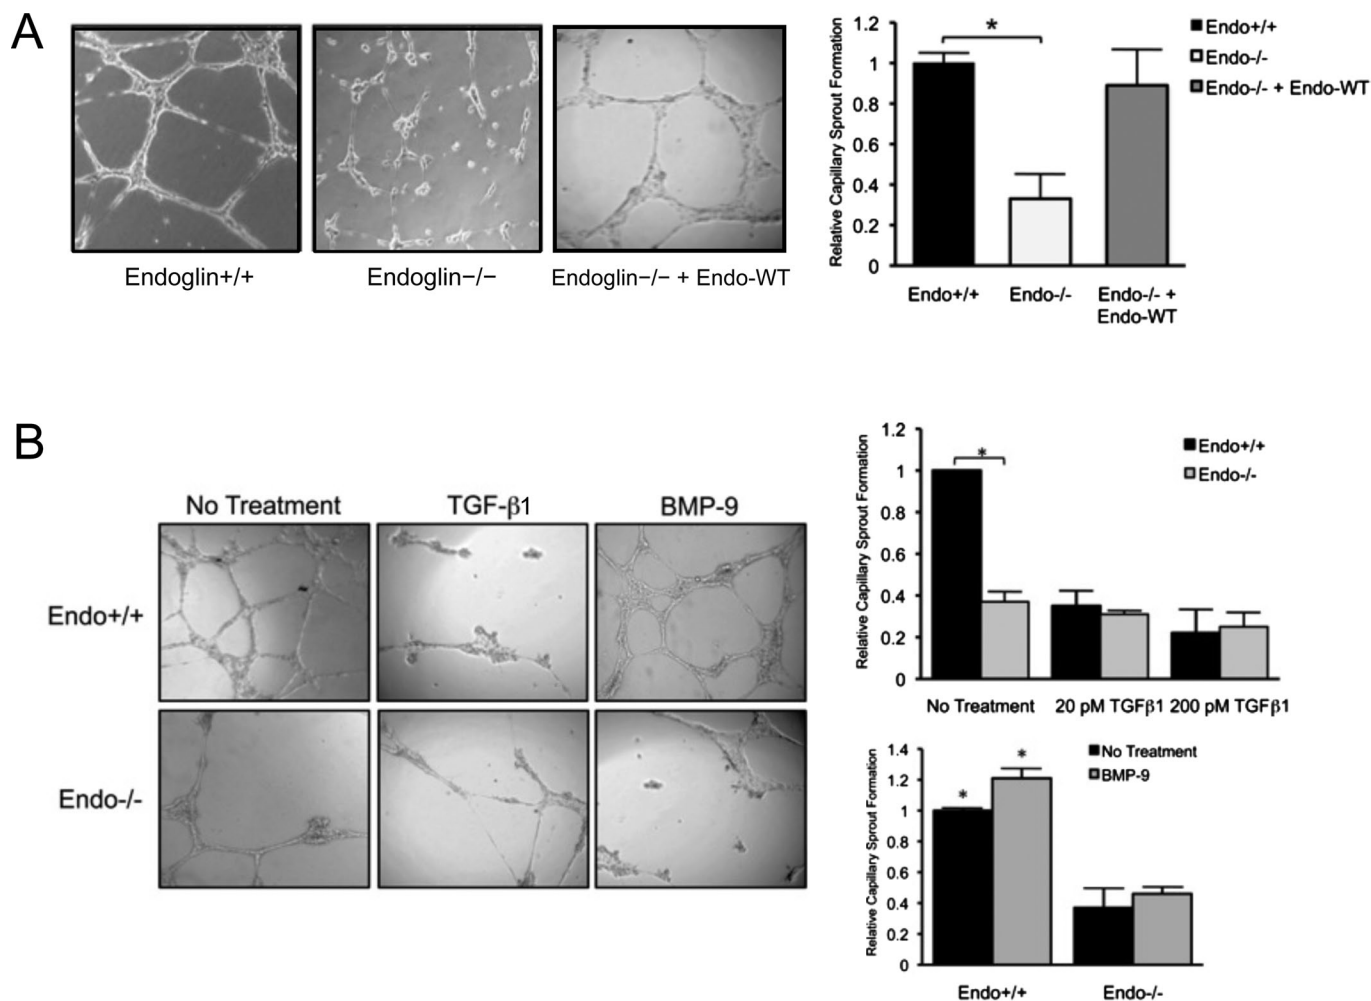 A
Endoglin+/+
Endoglin−/−
Endoglin−/− + Endo-WT
Relative Capillary Sprout Formation
1.2
1
0.8
0.6
0.4
0.2
0
*
Endo+/+
Endo-/-
Endo-/- +
Endo-WT
Endo+/+
Endo-/-
Endo-/- + Endo-WT
B
No Treatment
TGF-β1
BMP-9
Endo+/+
Endo-/-
Relative Capillary Sprout Formation
1.2
1
0.8
0.6
0.4
0.2
0
*
Endo+/+
Endo-/-
No Treatment
20 pM TGFβ1
200 pM TGFβ1
Relative Capillary Sprout Formation
1.4
1.2
1
0.8
0.6
0.4
0.2
0
*
*
No Treatment
BMP-9
Endo+/+
Endo-/-